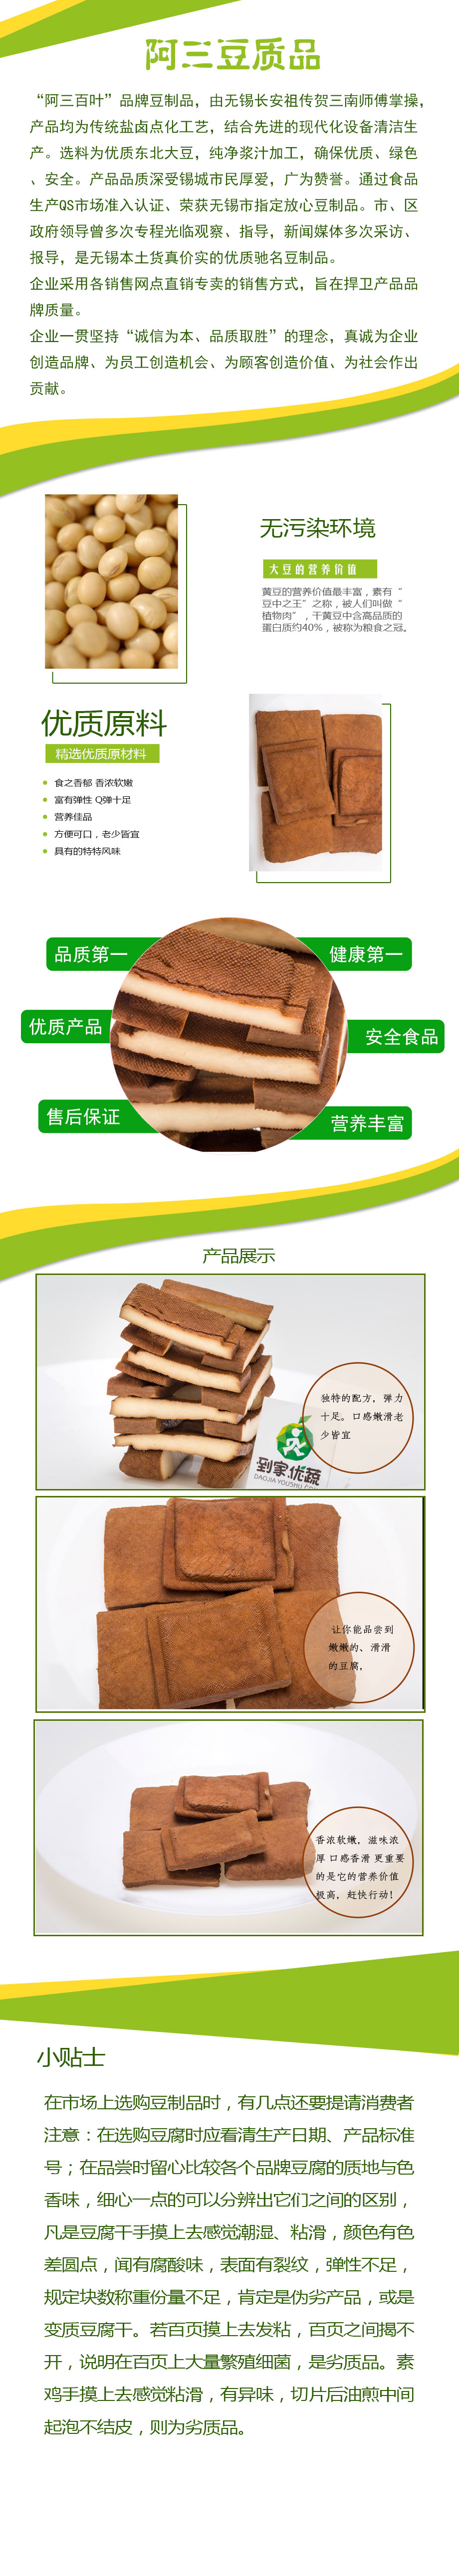 阿三豆质品
“阿三百叶”品牌豆制品，由无锡长安祖传贺三南师傅掌操，
产品均为传统盐卤点化工艺，结合先进的现代化设备清洁生
产。选料为优质东北大豆，纯净浆汁加工，确保优质、绿色
、安全。产品品质深受锡城市民厚爱，广为赞誉。通过食品
生产QS市场准入认证、荣获无锡市指定放心豆制品。市、区
政府领导曾多次专程光临观察、指导，新闻媒体多次采访、
报导，是无锡本土货真价实的优质驰名豆制品。
企业采用各销售网点直销专卖的销售方式，旨在捍卫产品品
牌质量。
企业一贯坚持“诚信为本、品质取胜”的理念，真诚为企业
创造品牌、为员工创造机会、为顾客创造价值、为社会作出
贡献。
无污染环境
大豆的营养价值
黄豆的营养价值最丰富，素有“
豆中之王”之称，被人们叫做“
植物肉”，干黄豆中含高品质的
蛋白质约40%，被称为粮食之冠。
优质原料
精选优质原材料
食之香郁 香浓软嫩
富有弹性 Q弹十足
营养佳品
方便可口，老少皆宜
具有的特特风味
品质第一
健康第一
优质产品
安全食品
售后保证
营养丰富
产品展示
独特的配方，弹力
十足。口感嫩滑老
少皆宜
到家优蔬
DAOJIA YOUSHU.CO
让你能品尝到
嫩嫩的、滑滑
的豆腐，
香浓软嫩，滋味浓
厚 口感香滑 更重要
的是它的营养价值
极高，赶快行动！
小贴士
在市场上选购豆制品时，有几点还要提请消费者
注意：在选购豆腐时应看清生产日期、产品标准
号；在品尝时留心比较各个品牌豆腐的质地与色
香味，细心一点的可以分辨出它们之间的区别，
凡是豆腐干手摸上去感觉潮湿、粘滑，颜色有色
差圆点，闻有腐酸味，表面有裂纹，弹性不足，
规定块数称重份量不足，肯定是伪劣产品，或是
变质豆腐干。若百页摸上去发粘，百页之间揭不
开，说明在百页上大量繁殖细菌，是劣质品。素
鸡手摸上去感觉粘滑，有异味，切片后油煎中间
起泡不结皮，则为劣质品。